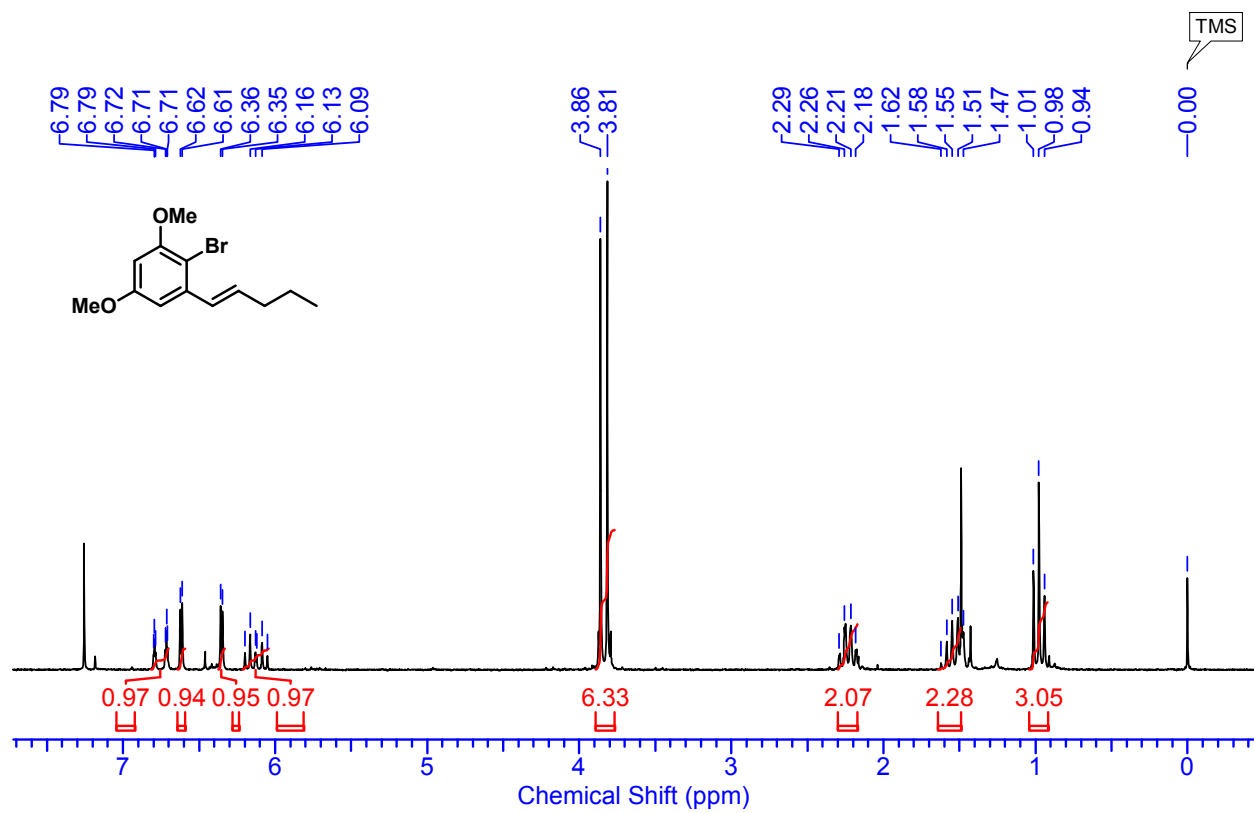 TMS
6.79 6.79 6.72 6.71 6.71 6.62 6.61 6.36 6.35 6.16 6.13 6.09 3.86 3.81 2.29 2.26 2.21 2.18 1.62 1.58 1.55 1.51 1.47 1.01 0.98 0.94 0.00
OMe
Br
MeO
0.97 0.94 0.95 0.97 6.33 2.07 2.28 3.05
7 6 5 4 3 2 1 0
Chemical Shift (ppm)